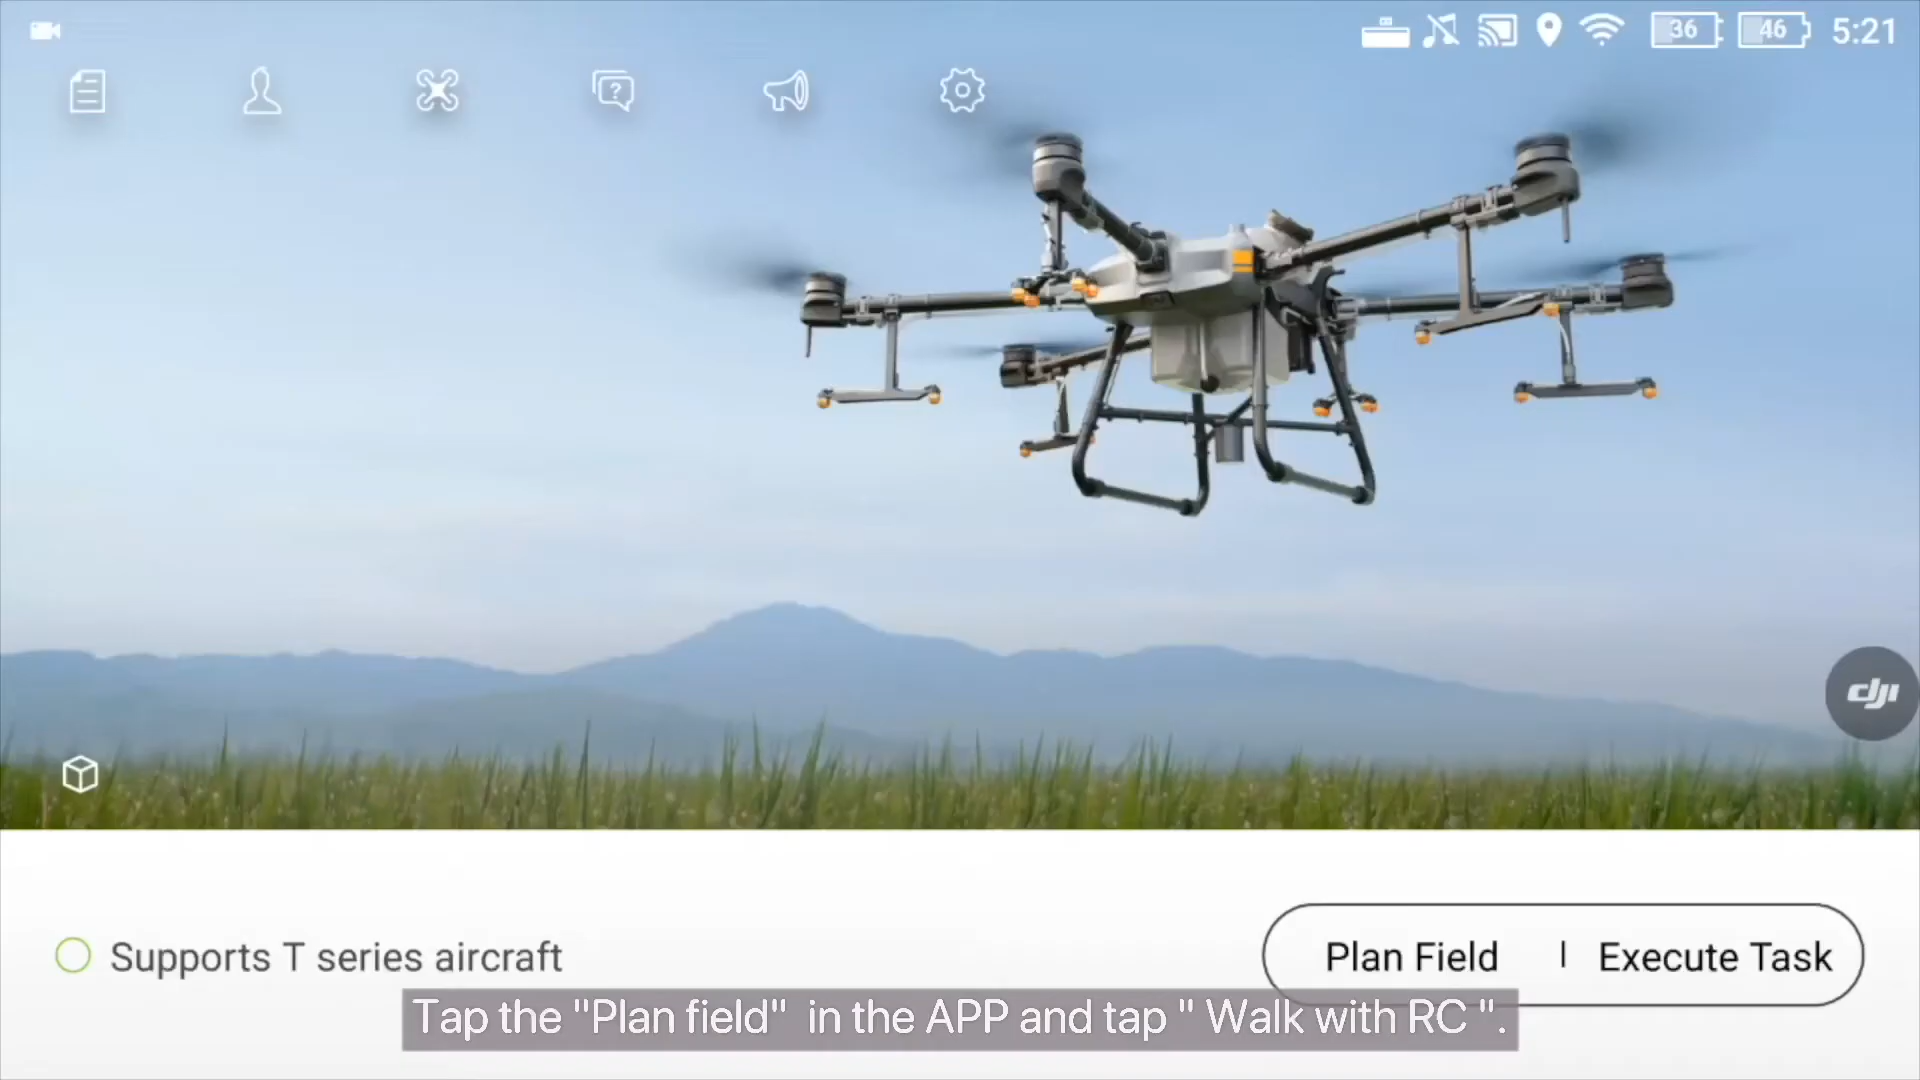 36
46
5:21
?
dji
Supports T series aircraft
Plan Field | Execute Task
Tap the "Plan field" in the APP and tap " Walk with RC ".